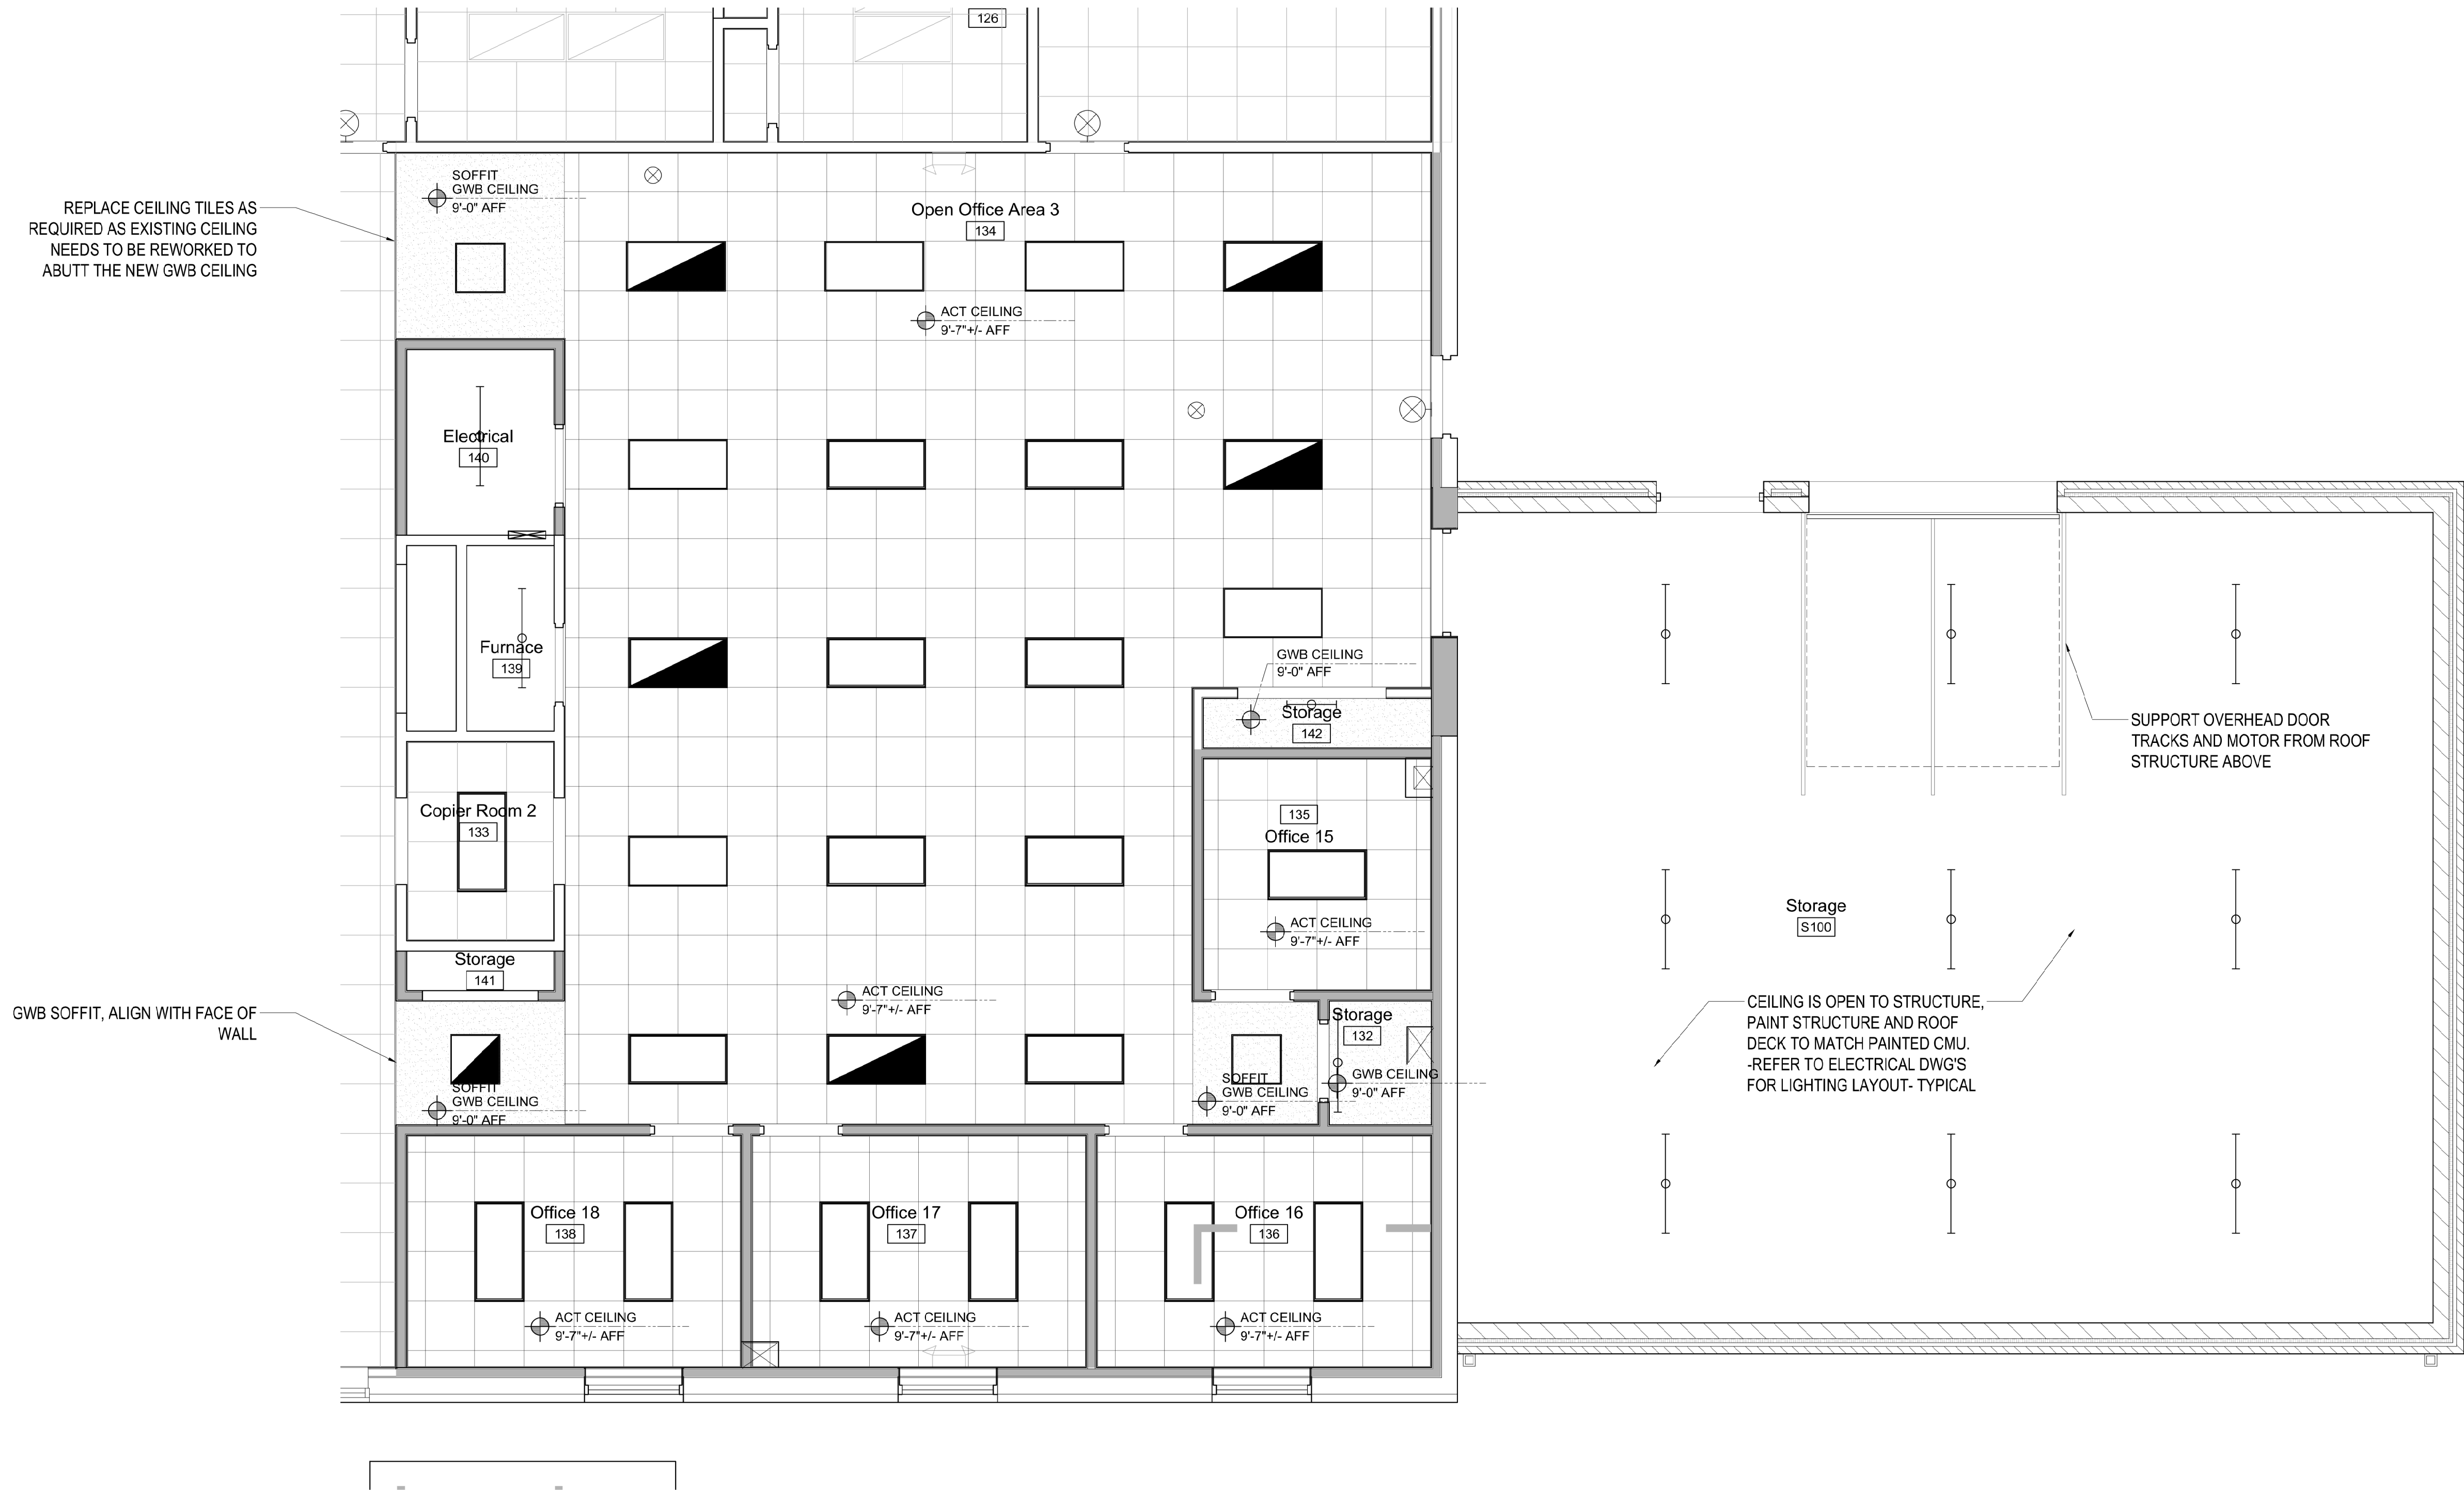 126
SOFFIT
GWB CEILING
9'-0" AFF
REPLACE CEILING TILES AS
REQUIRED AS EXISTING CEILING
NEEDS TO BE REWORKED TO
ABUTT THE NEW GWB CEILING
Open Office Area 3
134
ACT CEILING
9'-7"+/- AFF
Electrical
140
Furnace
139
GWB CEILING
9'-0" AFF
Storage
142
SUPPORT OVERHEAD DOOR
TRACKS AND MOTOR FROM ROOF
STRUCTURE ABOVE
Copier Room 2
133
135
Office 15
ACT CEILING
9'-7"+/- AFF
Storage
S100
Storage
141
ACT CEILING
9'-7"+/- AFF
GWB SOFFIT, ALIGN WITH FACE OF
WALL
Storage
132
CEILING IS OPEN TO STRUCTURE,
PAINT STRUCTURE AND ROOF
DECK TO MATCH PAINTED CMU.
-REFER TO ELECTRICAL DWG'S
FOR LIGHTING LAYOUT- TYPICAL
SOFFIT
GWB CEILING
9'-0" AFF
SOFFIT
GWB CEILING
9'-0" AFF
GWB CEILING
9'-0" AFF
Office 18
138
Office 17
137
Office 16
136
ACT CEILING
9'-7"+/- AFF
ACT CEILING
9'-7"+/- AFF
ACT CEILING
9'-7"+/- AFF